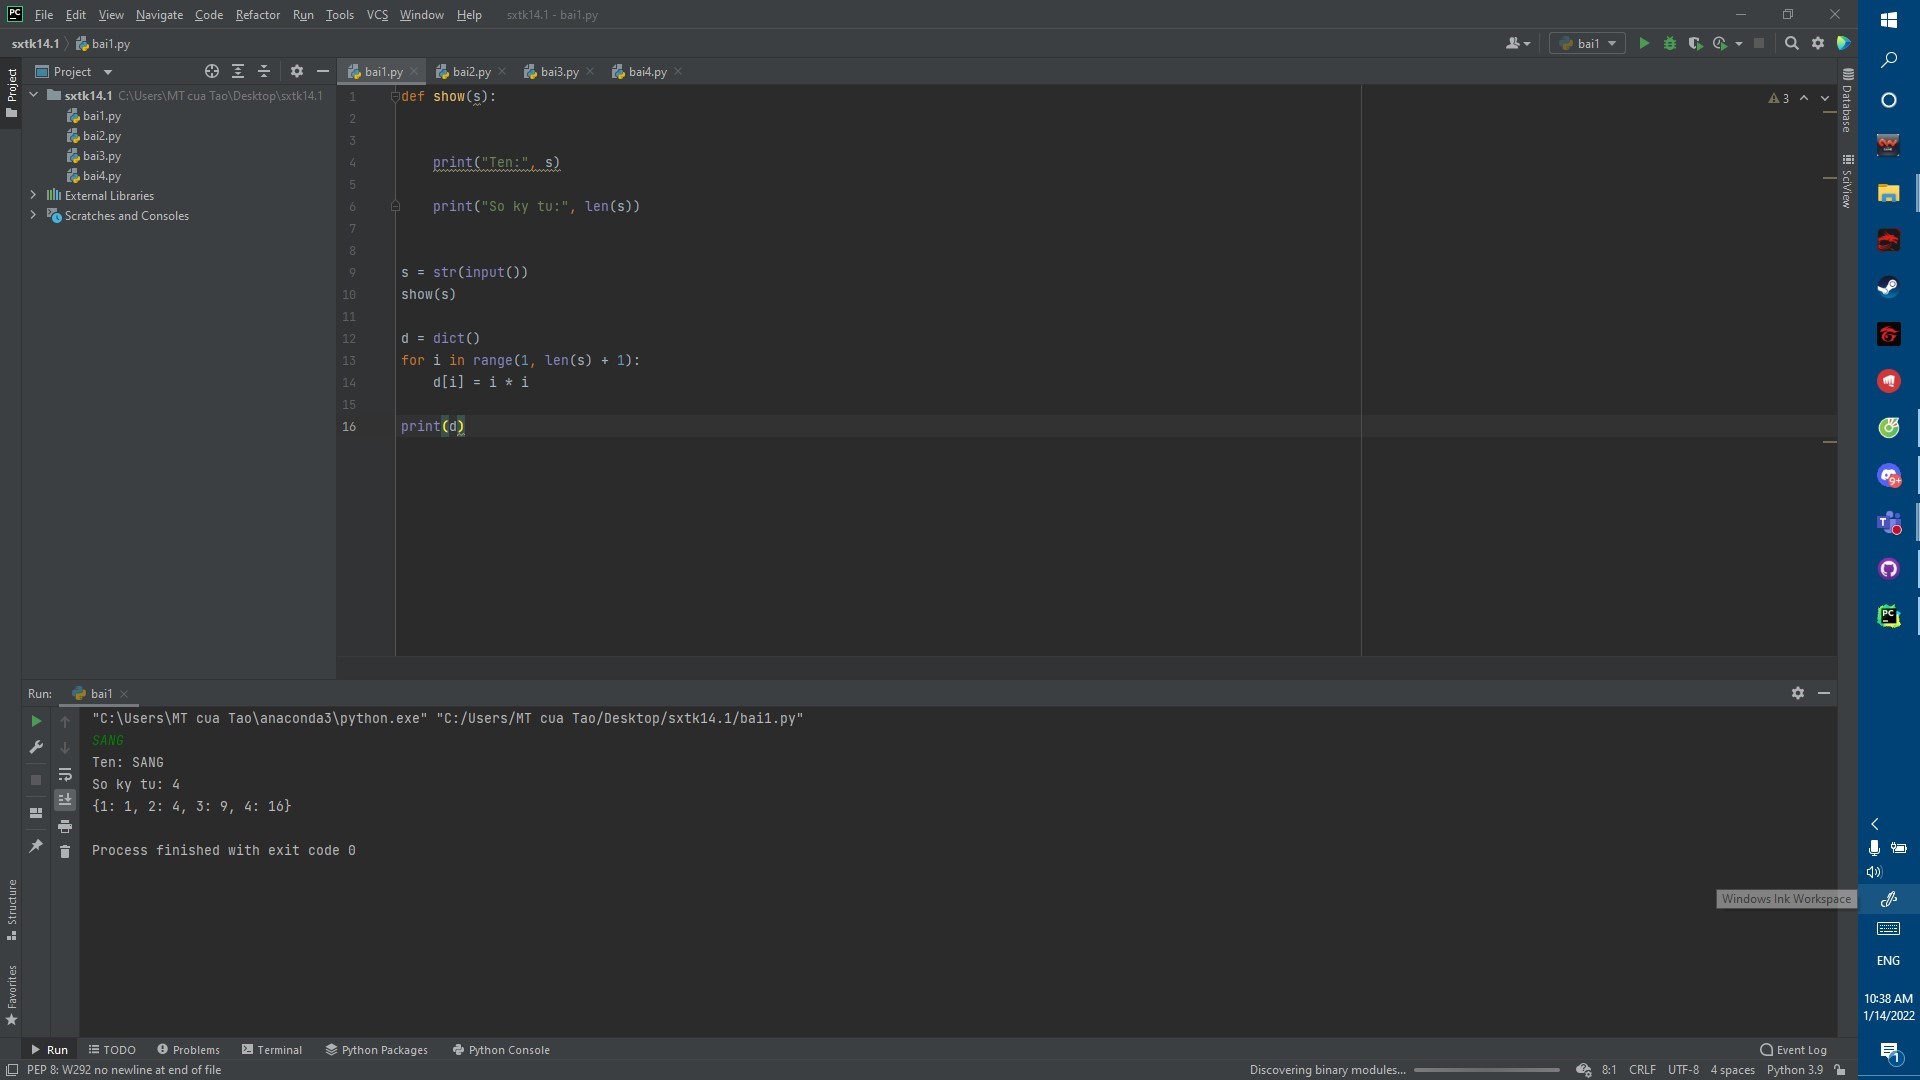 PC File Edit View Navigate Code Refactor Run Tools VCS Window Help sxtk14.1 - bai1.py
sxtk14.1 bai1.py bai1
Project Project bai1.py bai2.py bai3.py bai4.py
sxtk14.1 C:\Users\MT cua Tao\Desktop\sxtk14.1
bai1.py
bai2.py
bai3.py
bai4.py
External Libraries
Scratches and Consoles
1 def show(s):
2
3
4 print("Ten:", s)
5
6 print("So ky tu:", len(s))
7
8
9 s = str(input())
10 show(s)
11
12 d = dict()
13 for i in range(1, len(s) + 1):
14 d[i] = i * i
15
16 print(d)
3
Database
SciView
Run: bai1
"C:\Users\MT cua Tao\anaconda3\python.exe" "C:/Users/MT cua Tao/Desktop/sxtk14.1/bai1.py"
SANG
Ten: SANG
So ky tu: 4
{1: 1, 2: 4, 3: 9, 4: 16}
Process finished with exit code 0
Structure
Favorites
Run TODO Problems Terminal Python Packages Python Console Event Log
PEP 8: W292 no newline at end of file Discovering binary modules... 8:1 CRLF UTF-8 4 spaces Python 3.9
9+
T
PC
Windows Ink Workspace
ENG
10:38 AM
1/14/2022
1